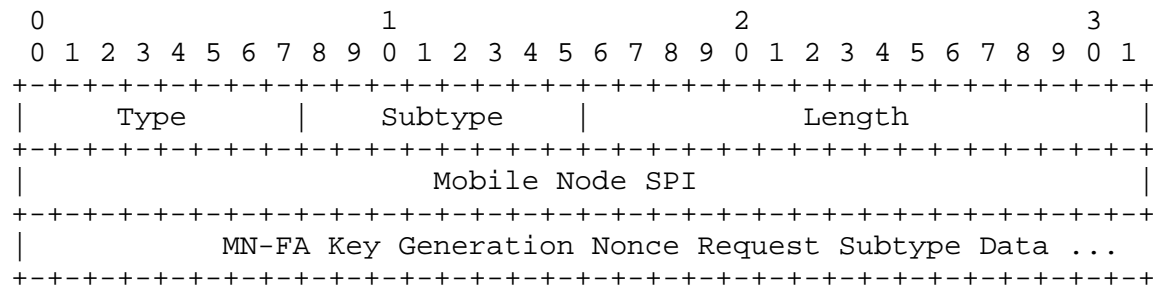 0                   1                   2                   3
 0 1 2 3 4 5 6 7 8 9 0 1 2 3 4 5 6 7 8 9 0 1 2 3 4 5 6 7 8 9 0 1
+-+-+-+-+-+-+-+-+-+-+-+-+-+-+-+-+-+-+-+-+-+-+-+-+-+-+-+-+-+-+-+-+
|     Type      |    Subtype    |            Length             |
+-+-+-+-+-+-+-+-+-+-+-+-+-+-+-+-+-+-+-+-+-+-+-+-+-+-+-+-+-+-+-+-+
|                       Mobile Node SPI                         |
+-+-+-+-+-+-+-+-+-+-+-+-+-+-+-+-+-+-+-+-+-+-+-+-+-+-+-+-+-+-+-+-+
|           MN-FA Key Generation Nonce Request Subtype Data ...
+-+-+-+-+-+-+-+-+-+-+-+-+-+-+-+-+-+-+-+-+-+-+-+-+-+-+-+-+-+-+-+-+